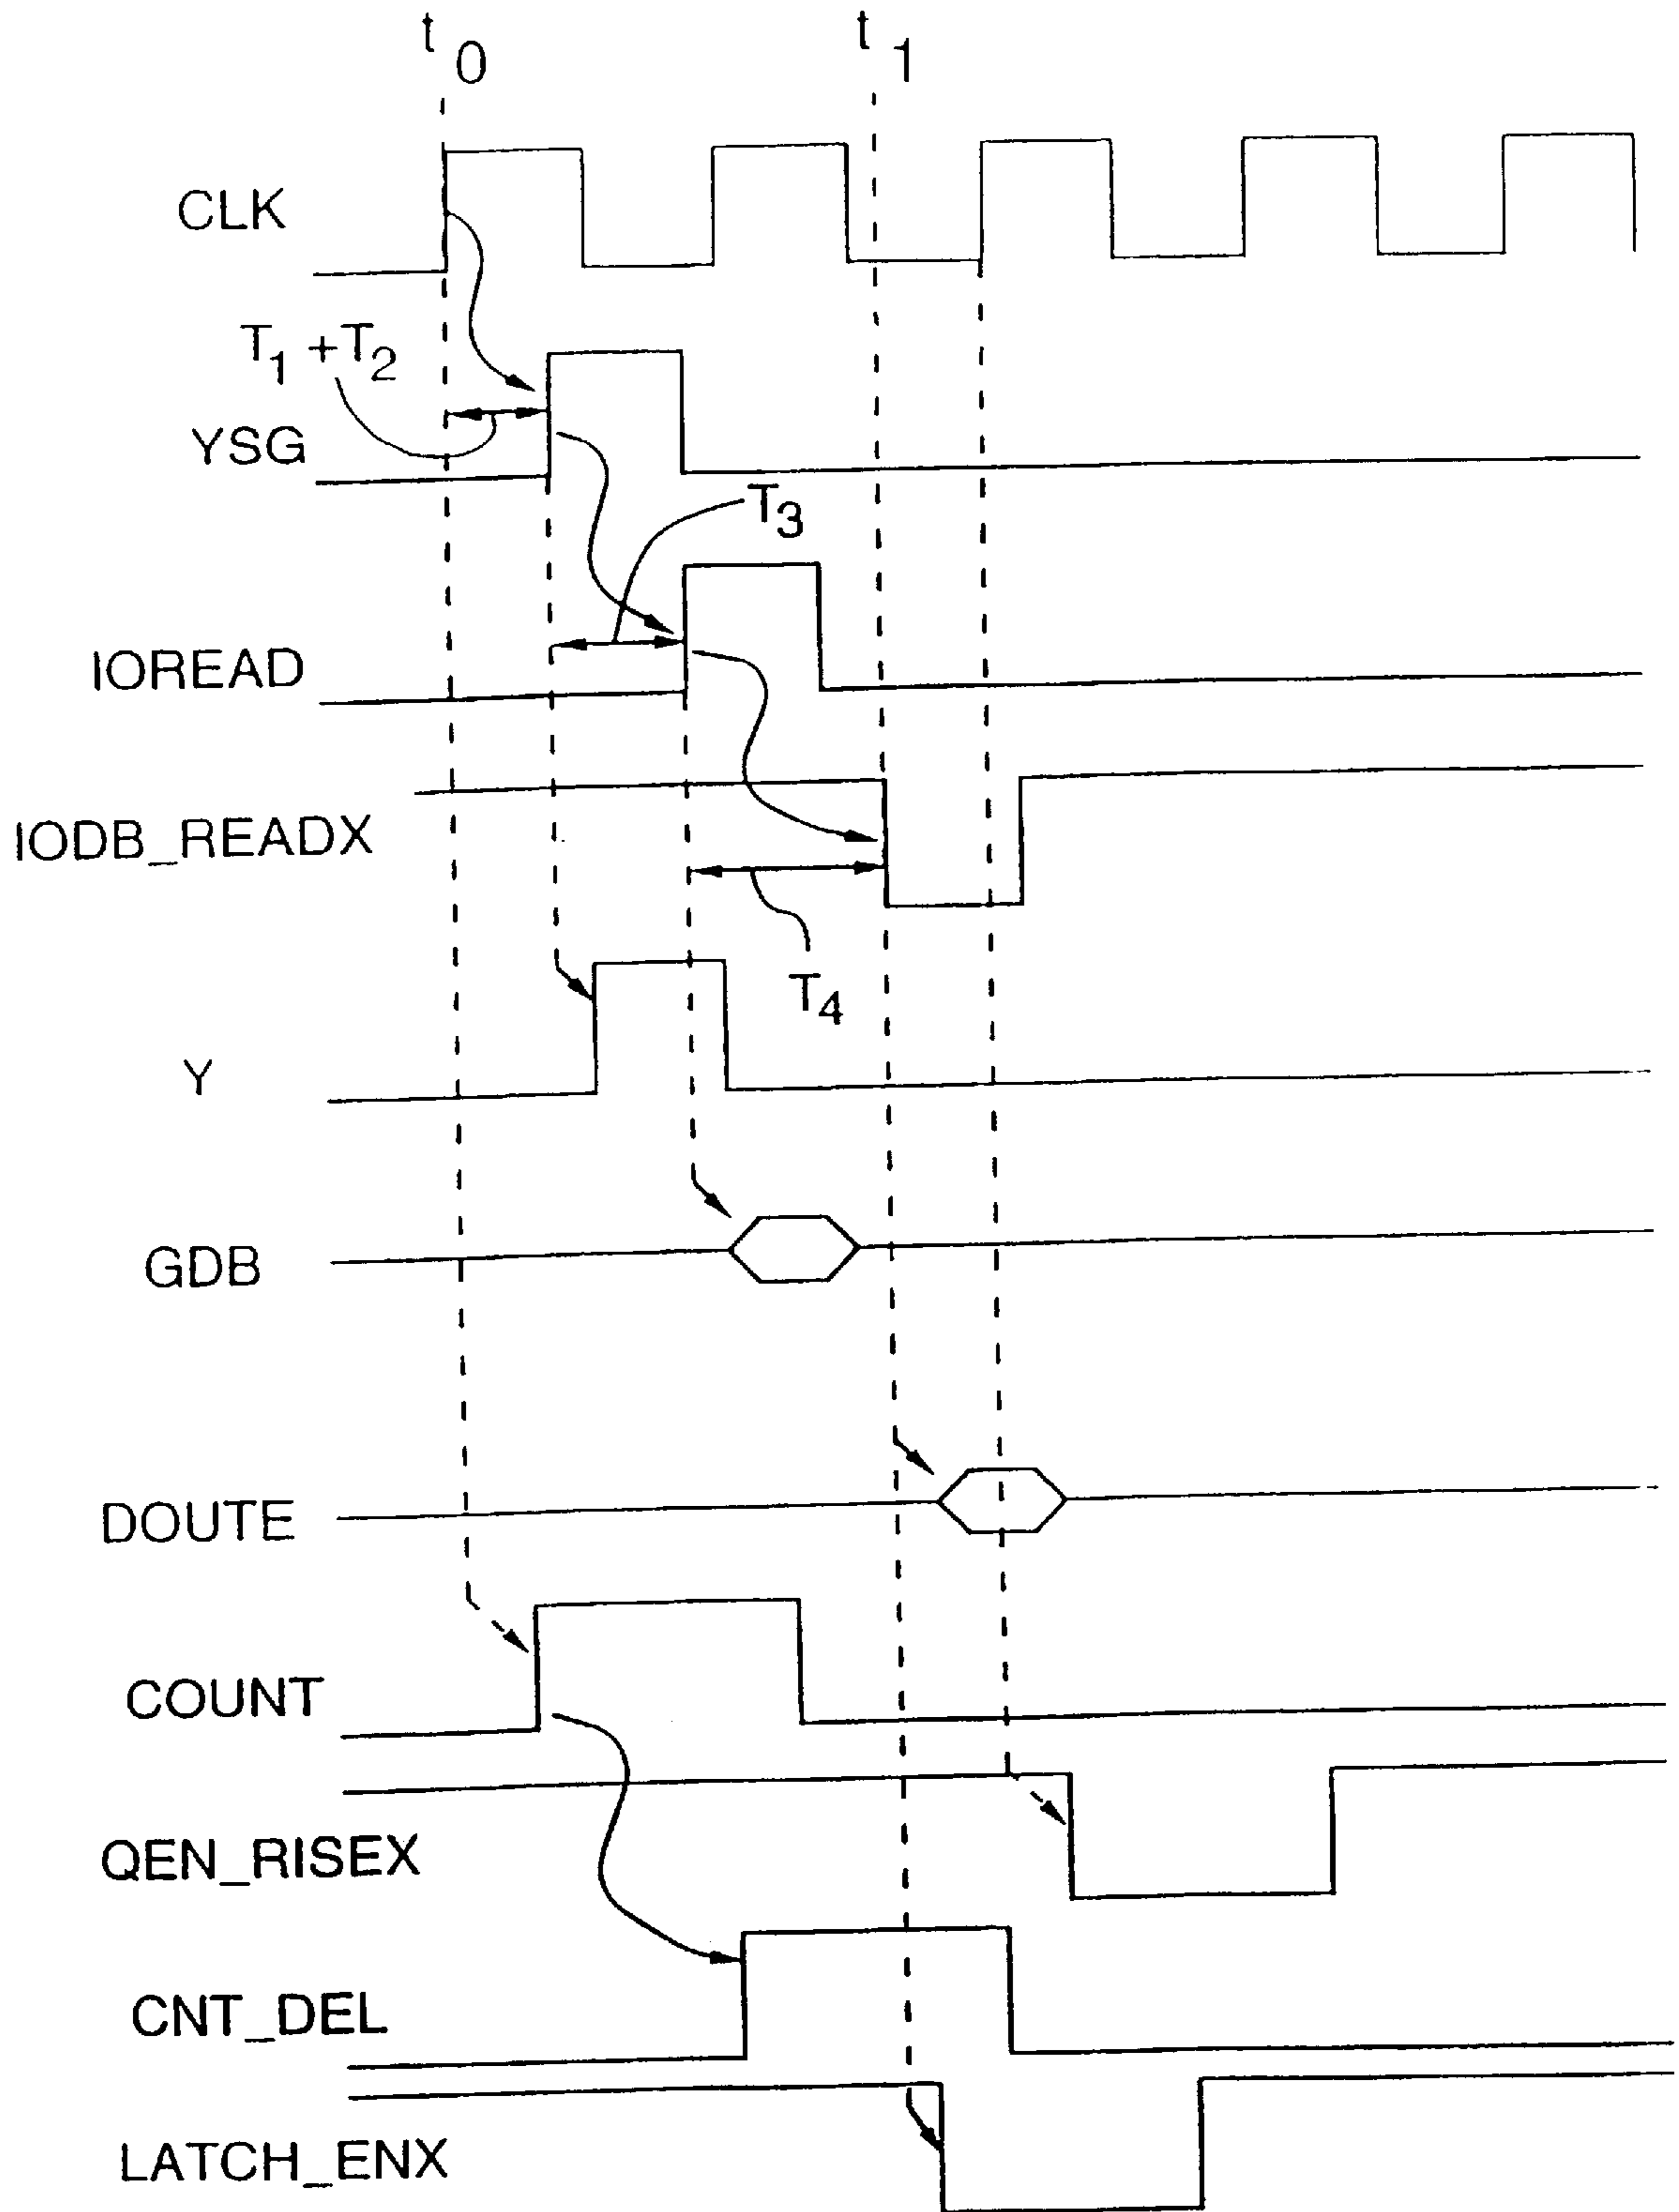 t0 t1
CLK
T1 +T2
YSG
T3
IOREAD
IODB_READX
T4
Y
GDB
DOUTE
COUNT
QEN_RISEX
CNT_DEL
LATCH_ENX